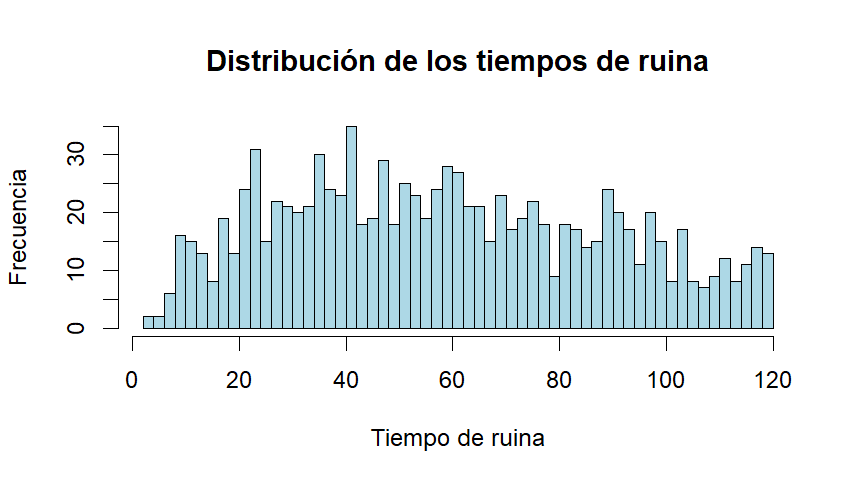 Distribución de los tiempos de ruina
Frecuencia
30
20
10
0
0 20 40 60 80 100 120
Tiempo de ruina